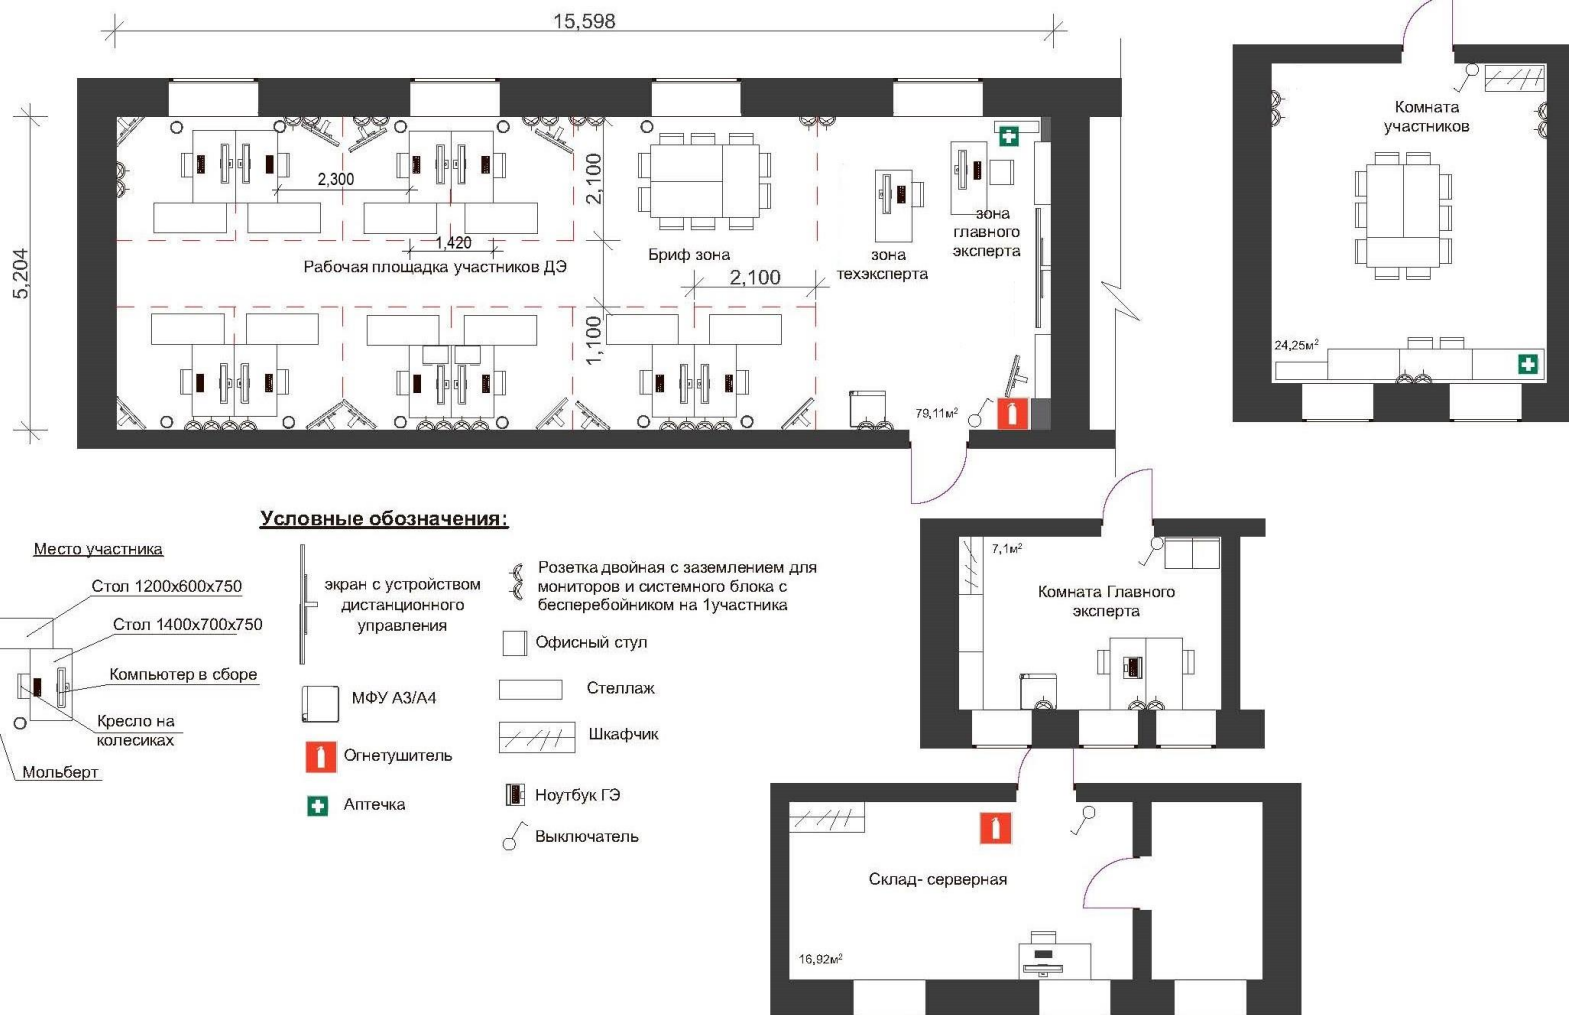 15,598
Комната
участников
2,300
2,100
зона
главного
эксперта
1,420
Бриф зона
зона
техэксперта
Рабочая площадка участников ДЭ
5,204
2,100
1,100
24,25м²
79,11м²
Условные обозначения:
Место участника
Стол 1200х600х750
Стол 1400х700х750
Компьютер в сборе
Кресло на
колесиках
Мольберт
экран с устройством
дистанционного
управления
МФУ А3/А4
Огнетушитель
Аптечка
Розетка двойная с заземлением для
мониторов и системного блока с
бесперебойником на 1участника
Офисный стул
Стеллаж
Шкафчик
Ноутбук ГЭ
Выключатель
7,1м²
Комната Главного
эксперта
Склад- серверная
16,92м²